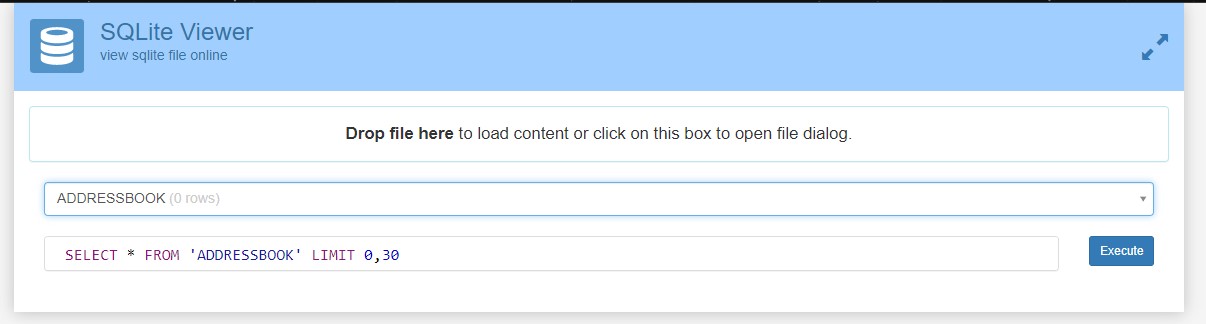 SQLite Viewer
view sqlite file online
Drop file here to load content or click on this box to open file dialog.
ADDRESSBOOK (0 rows)
SELECT * FROM 'ADDRESSBOOK' LIMIT 0,30
Execute